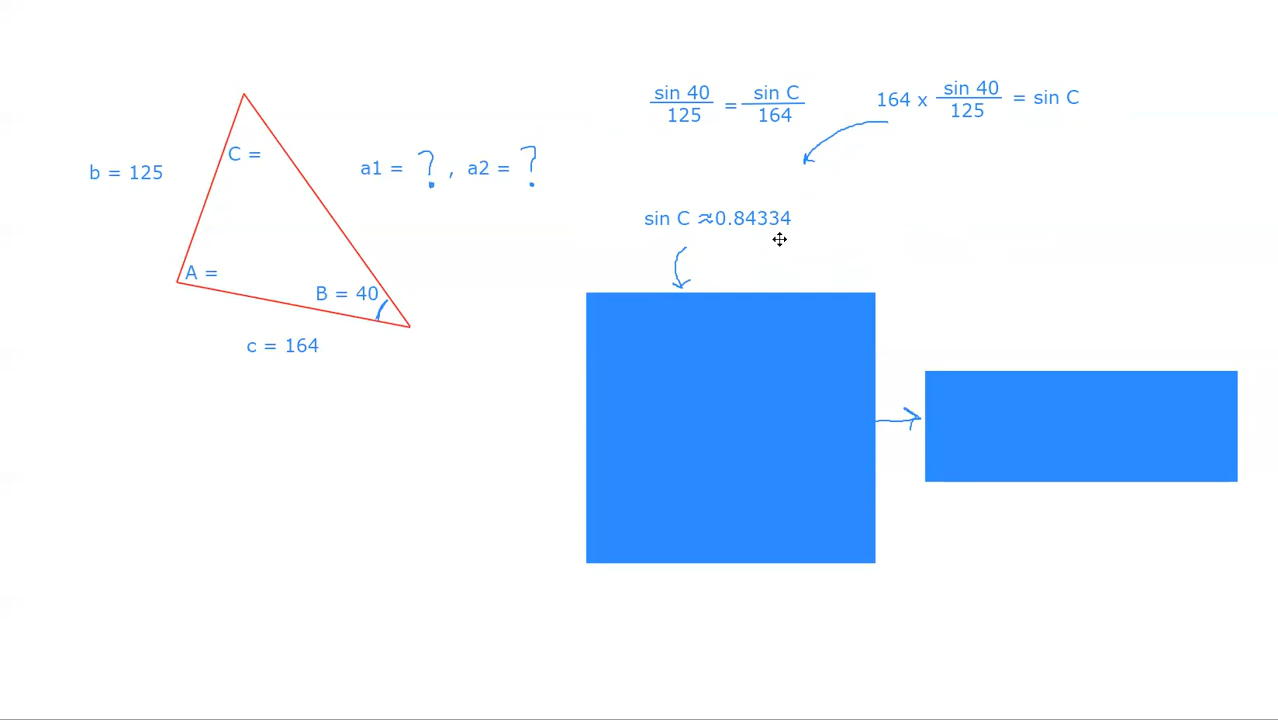 b = 125
C =
a1 = ? , a2 = ?
A =
B = 40
c = 164
sin 40
125
=
sin C
164
164 x
sin 40
125
= sin C
sin C ≈0.84334